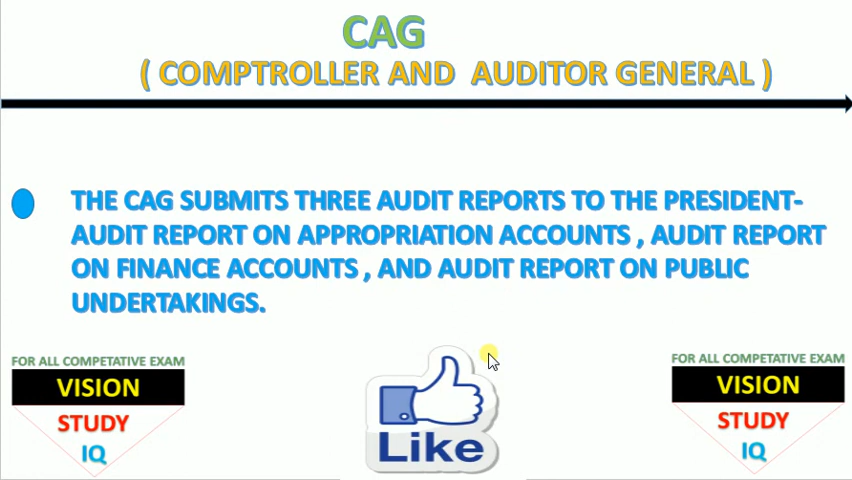 CAG
( COMPTROLLER AND AUDITOR GENERAL )
THE CAG SUBMITS THREE AUDIT REPORTS TO THE PRESIDENT-
AUDIT REPORT ON APPROPRIATION ACCOUNTS , AUDIT REPORT
ON FINANCE ACCOUNTS , AND AUDIT REPORT ON PUBLIC
UNDERTAKINGS.
FOR ALL COMPETATIVE EXAM
VISION
STUDY
IQ
Like
FOR ALL COMPETATIVE EXAM
VISION
STUDY
IQ